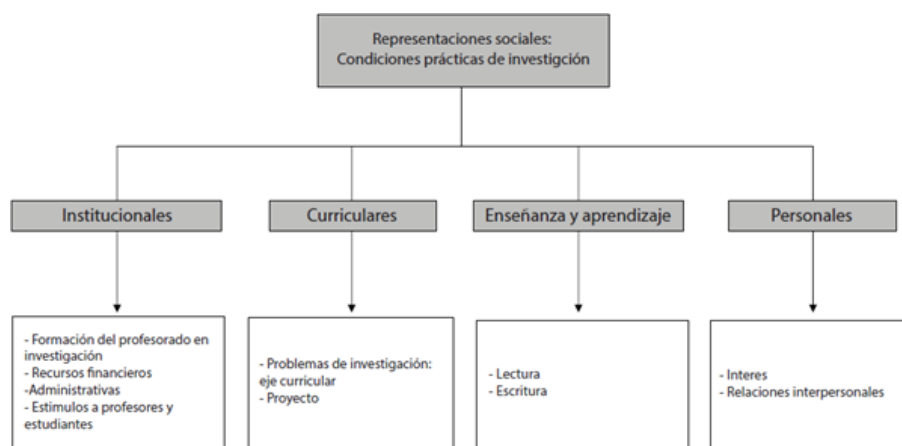 Representaciones sociales:
Condiciones prácticas de investigción
Institucionales
Curriculares
Enseñanza y aprendizaje
Personales
- Formación del profesorado en
investigación
- Recursos financieros
-Administrativas
- Estimulos a profesores y
estudiantes
- Problemas de investigación:
eje curricular
- Proyecto
- Lectura
- Escritura
- Interes
- Relaciones interpersonales